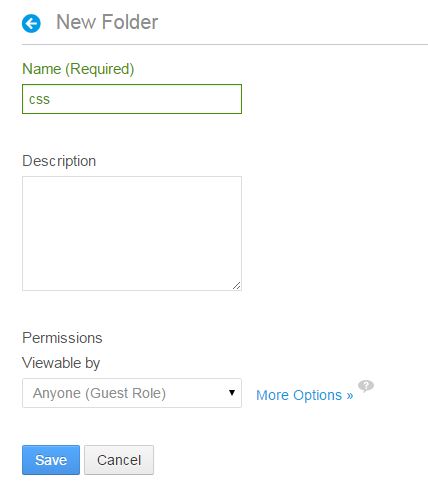 New Folder
Name (Required)
css
Description
Permissions
Viewable by
Anyone (Guest Role)
More Options »
?
Save
Cancel